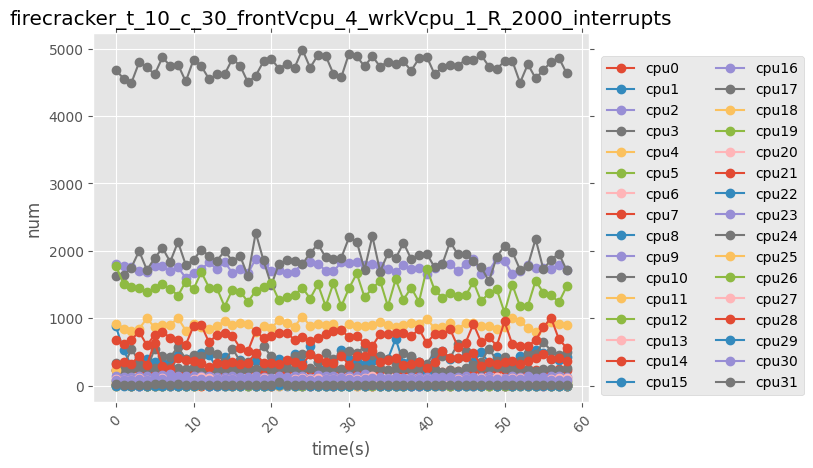 firecracker_t_10_c_30_frontVcpu_4_wrkVcpu_1_R_2000_interrupts
5000
4000
3000
2000
1000
0
num
0
10
20
30
40
50
60
time(s)
cpu0
cpu1
cpu2
cpu3
cpu4
cpu5
cpu6
cpu7
cpu8
cpu9
cpu10
cpu11
cpu12
cpu13
cpu14
cpu15
cpu16
cpu17
cpu18
cpu19
cpu20
cpu21
cpu22
cpu23
cpu24
cpu25
cpu26
cpu27
cpu28
cpu29
cpu30
cpu31